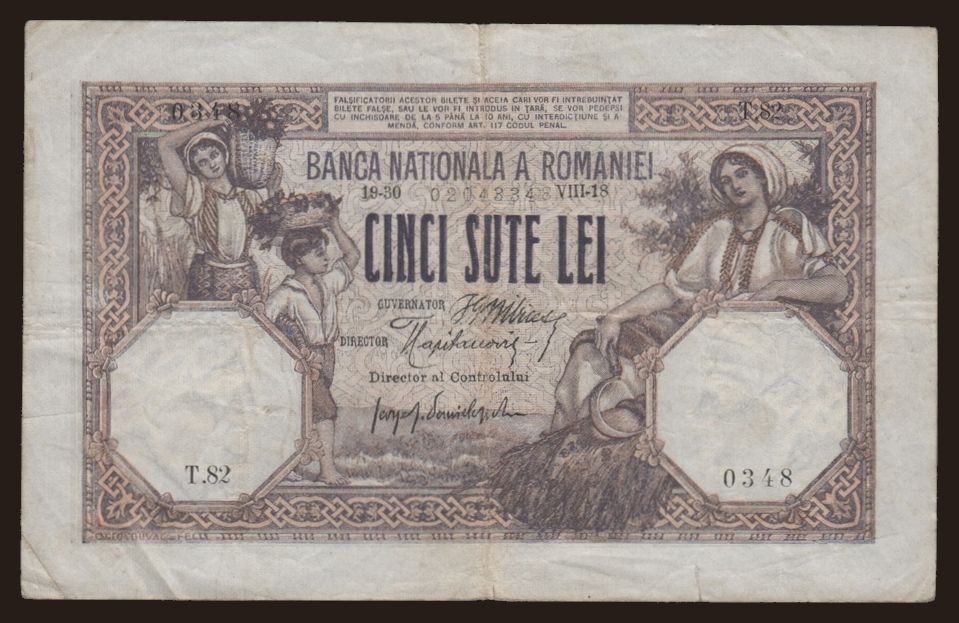 0348
T.82
FALSIFICATORII ACESTOR BILETE ȘI ACEIA CARI VOR FI INTREBUINȚAT
BILETE FALȘE, SAU LE VOR FI INTRODUS IN ȚARĂ, SE VOR PEDEPSI
CU INCHISOARE DE LA 5 PÂNĂ LA 10 ANI, CU INTERDICȚIUNE ȘI A-
MENDĂ, CONFORM ART. 117 CODUL PENAL.
BANCA NATIONALA A ROMANIEI
19-30 02043348 VIII-18
CINCI SUTE LEI
GUVERNATOR
DIRECTOR
Director al Controlului
T.82
0348